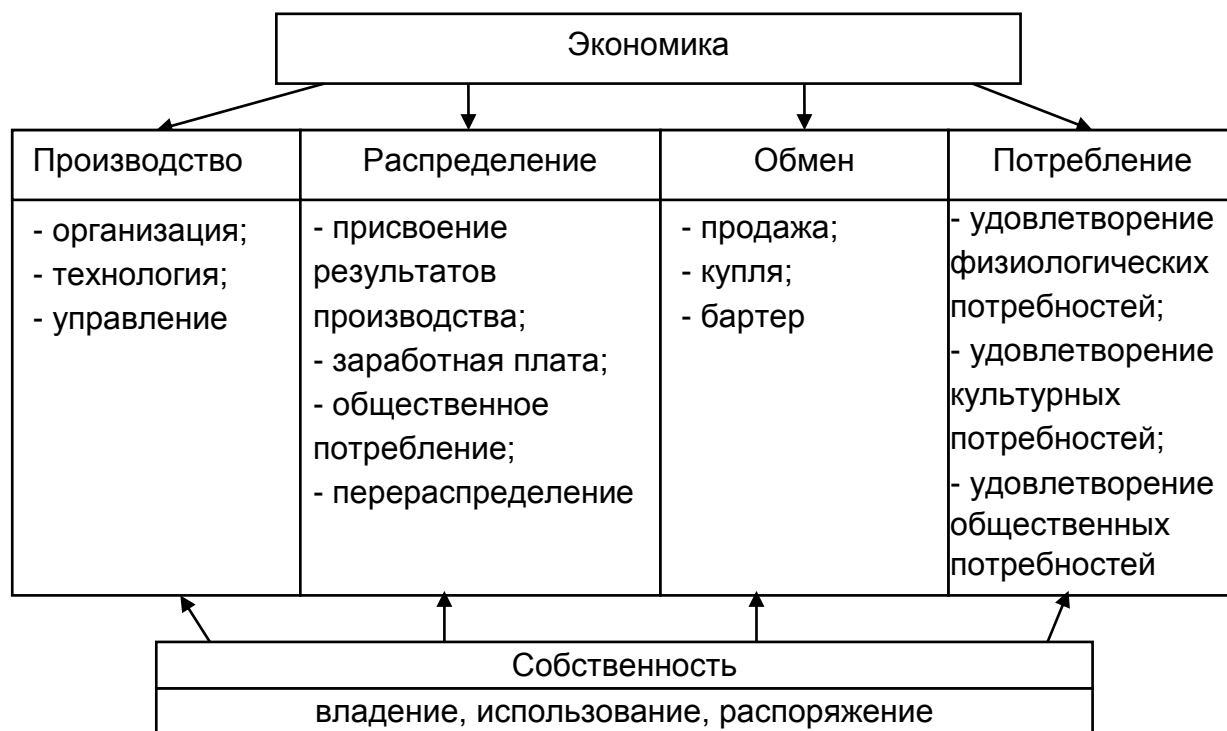 Экономика
Производство
Распределение
Обмен
Потребление
- организация;
- технология;
- управление
- присвоение
результатов
производства;
- заработная плата;
- общественное
потребление;
- перераспределение
- продажа;
- купля;
- бартер
- удовлетворение
физиологических
потребностей;
- удовлетворение
культурных
потребностей;
- удовлетворение
общественных
потребностей
Собственность
владение, использование, распоряжение